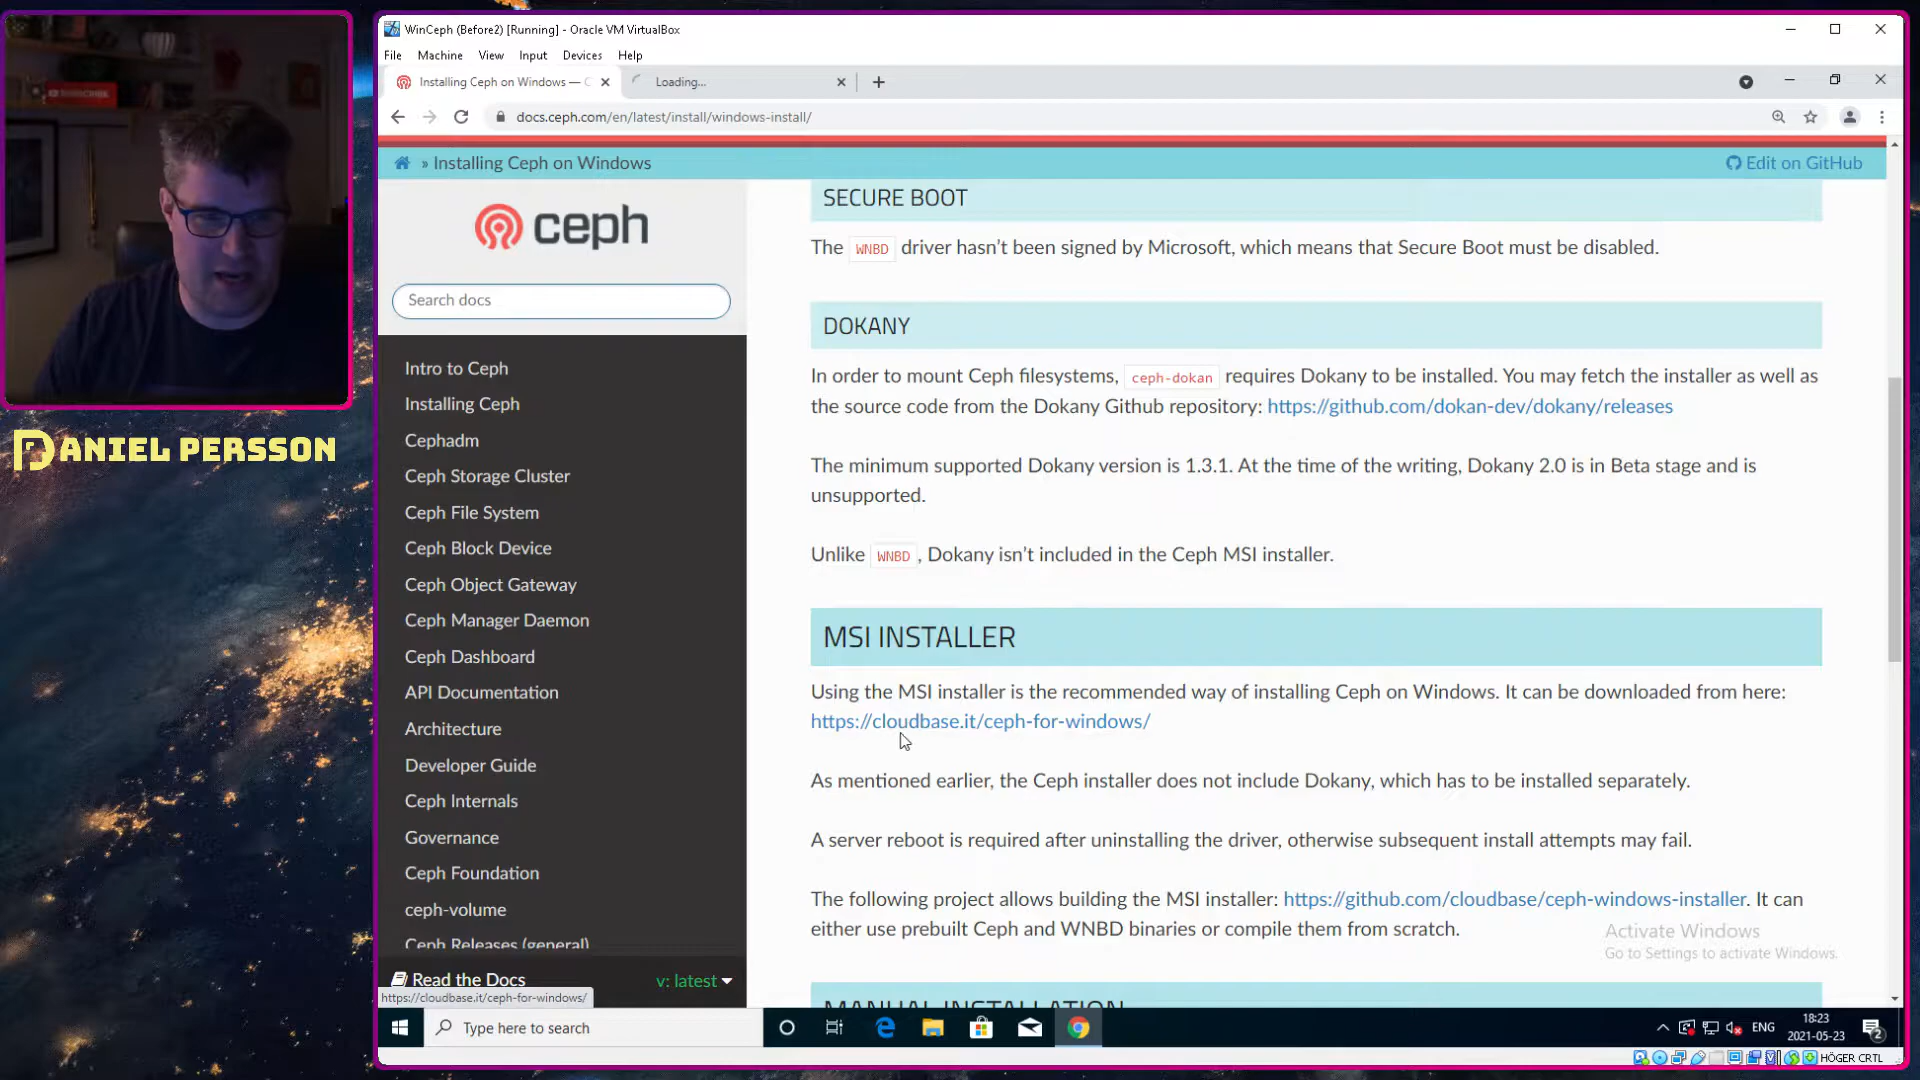 WinCeph (Before2) [Running] - Oracle VM VirtualBox
File Machine View Input Devices Help
Installing Ceph on Windows — C
Loading...
docs.ceph.com/en/latest/install/windows-install/
» Installing Ceph on Windows
Edit on GitHub
ceph
Search docs
Intro to Ceph
Installing Ceph
Cephadm
Ceph Storage Cluster
Ceph File System
Ceph Block Device
Ceph Object Gateway
Ceph Manager Daemon
Ceph Dashboard
API Documentation
Architecture
Developer Guide
Ceph Internals
Governance
Ceph Foundation
ceph-volume
Ceph Releases (general)
Read the Docs
v: latest
https://cloudbase.it/ceph-for-windows/
SECURE BOOT
The WNBD driver hasn't been signed by Microsoft, which means that Secure Boot must be disabled.
DOKANY
In order to mount Ceph filesystems, ceph-dokan requires Dokany to be installed. You may fetch the installer as well as
the source code from the Dokany Github repository: https://github.com/dokan-dev/dokany/releases
The minimum supported Dokany version is 1.3.1. At the time of the writing, Dokany 2.0 is in Beta stage and is
unsupported.
Unlike WNBD, Dokany isn't included in the Ceph MSI installer.
MSI INSTALLER
Using the MSI installer is the recommended way of installing Ceph on Windows. It can be downloaded from here:
https://cloudbase.it/ceph-for-windows/
As mentioned earlier, the Ceph installer does not include Dokany, which has to be installed separately.
A server reboot is required after uninstalling the driver, otherwise subsequent install attempts may fail.
The following project allows building the MSI installer: https://github.com/cloudbase/ceph-windows-installer. It can
either use prebuilt Ceph and WNBD binaries or compile them from scratch.
MANUAL INSTALLATION
Activate Windows
Go to Settings to activate Windows.
Type here to search
ENG
18:23
2021-05-23
2
HÖGER CRTL
DANIEL PERSSON